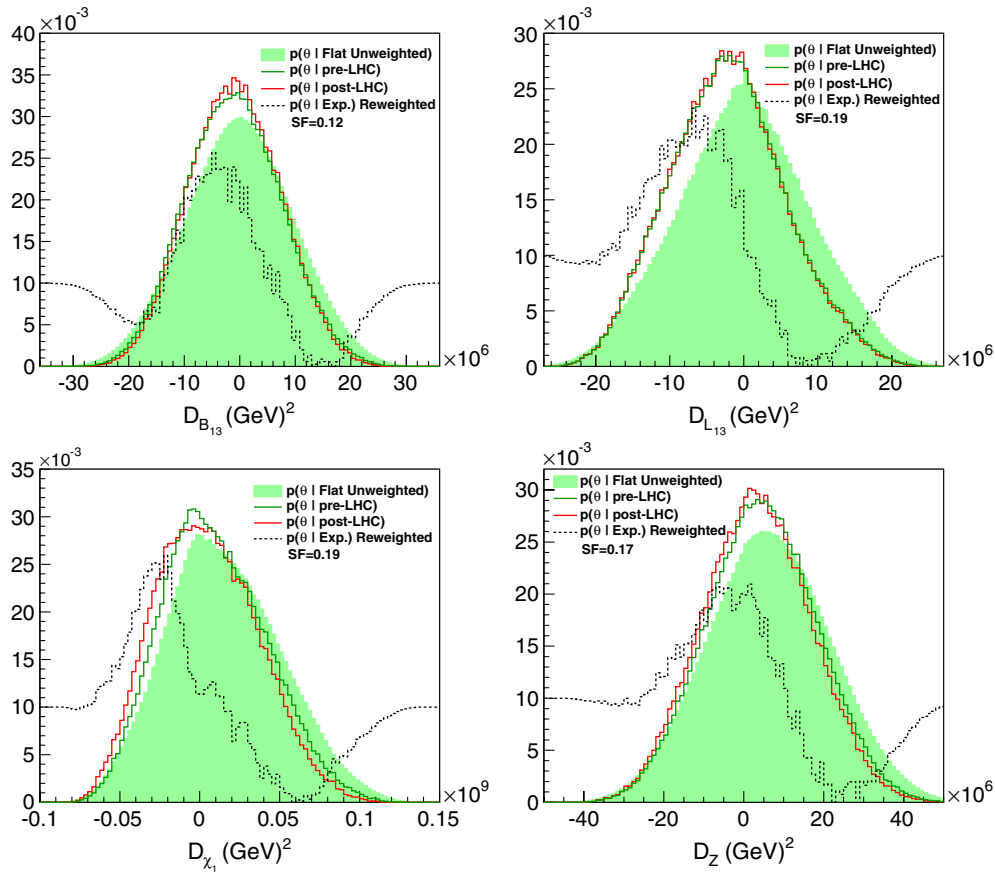 ×10⁻³
40
35
30
25
20
15
10
5
0
p(θ | Flat Unweighted)
p(θ | pre-LHC)
p(θ | post-LHC)
p(θ | Exp.) Reweighted
SF=0.12
-30 -20 -10 0 10 20 30
×10⁶
D_B₁₃ (GeV)²
×10⁻³
30
25
20
15
10
5
0
p(θ | Flat Unweighted)
p(θ | pre-LHC)
p(θ | post-LHC)
p(θ | Exp.) Reweighted
SF=0.19
-20 -10 0 10 20
×10⁶
D_L₁₃ (GeV)²
×10⁻³
35
30
25
20
15
10
5
0
p(θ | Flat Unweighted)
p(θ | pre-LHC)
p(θ | post-LHC)
p(θ | Exp.) Reweighted
SF=0.19
-0.1 -0.05 0 0.05 0.1 0.15
×10⁹
D_χ₁ (GeV)²
×10⁻³
30
25
20
15
10
5
0
p(θ | Flat Unweighted)
p(θ | pre-LHC)
p(θ | post-LHC)
p(θ | Exp.) Reweighted
SF=0.17
-40 -20 0 20 40
×10⁶
D_Z (GeV)²